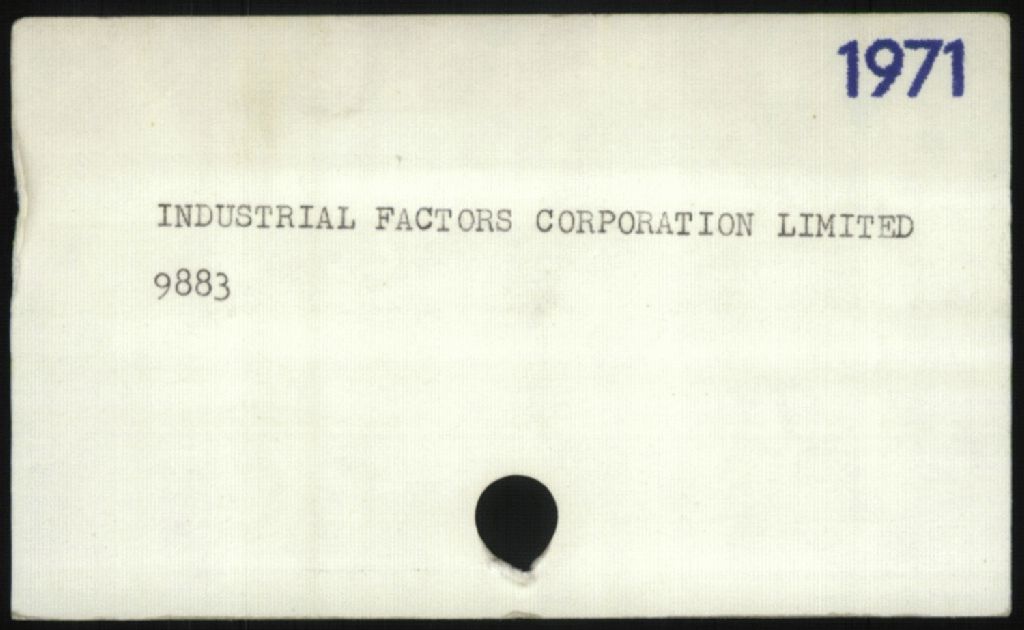 1971
INDUSTRIAL FACTORS CORPORATION LIMITED
9883